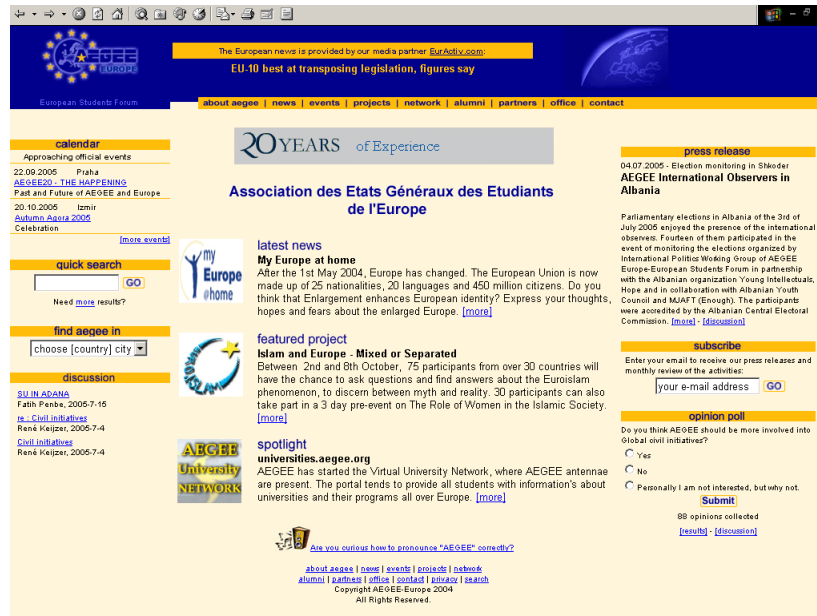 AEGEE
EUROPE
European Students Forum
The European news is provided by our media partner EurActiv.com:
EU-10 best at transposing legislation, figures say
about aegee | news | events | projects | network | alumni | partners | office | contact
calendar
Approaching official events
22.09.2005 Praha
AEGEE20 - THE HAPPENING
Past and Future of AEGEE and Europe
20.10.2005 Izmir
Autumn Agora 2005
Celebration
[more events]
quick search
GO
Need more results?
find aegee in
choose [country] city
discussion
SU IN ADANA
Fatih Penbe, 2005-7-15
re : Civil initiatives
René Keijzer, 2005-7-4
Civil initiatives
René Keijzer, 2005-7-4
20 YEARS of Experience
Association des Etats Généraux des Etudiants
de l'Europe
my
Europe
@home
latest news
My Europe at home
After the 1st May 2004, Europe has changed. The European Union is now
made up of 25 nationalities, 20 languages and 450 million citizens. Do you
think that Enlargement enhances European identity? Express your thoughts,
hopes and fears about the enlarged Europe. [more]
EUROISLAM
featured project
Islam and Europe - Mixed or Separated
Between 2nd and 8th October, 75 participants from over 30 countries will
have the chance to ask questions and find answers about the Euroislam
phenomenon, to discern between myth and reality. 30 participants can also
take part in a 3 day pre-event on The Role of Women in the Islamic Society.
[more]
AEGEE
University
NETWORK
spotlight
universities.aegee.org
AEGEE has started the Virtual University Network, where AEGEE antennae
are present. The portal tends to provide all students with information's about
universities and their programs all over Europe. [more]
Are you curious how to pronounce "AEGEE" correctly?
about aegee | news | events | projects | network
alumni | partners | office | contact | privacy | search
Copyright AEGEE-Europe 2004
All Rights Reserved.
press release
04.07.2005 - Election monitoring in Shkoder
AEGEE International Observers in
Albania
Parliamentary elections in Albania of the 3rd of
July 2005 enjoyed the presence of the international
observers. Fourteen of them participated in the
event of monitoring the elections organized by
International Politics Working Group of AEGEE
Europe-European Students Forum in partnership
with the Albanian organization Young Intellectuals,
Hope and in collaboration with Albanian Youth
Council and MJAFT (Enough). The participants
were accredited by the Albanian Central Electoral
Commission. [more] - [discussion]
subscribe
Enter your email to receive our press releases and
monthly review of the activities:
your e-mail address GO
opinion poll
Do you think AEGEE should be more involved into
Global civil initiatives?
Yes
No
Personally I am not interested, but why not.
Submit
88 opinions collected
[results] - [discussion]